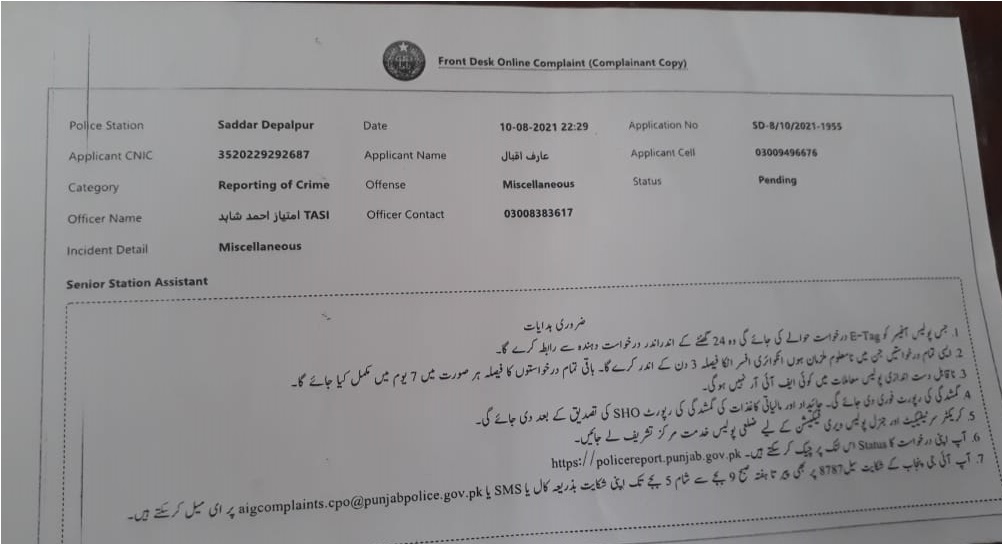 Front Desk Online Complaint (Complainant Copy)
Police Station Saddar Depalpur Date 10-08-2021 22:29 Application No SD-8/10/2021-1955
Applicant CNIC 3520229292687 Applicant Name عارف اقبال Applicant Cell 03009496676
Category Reporting of Crime Offense Miscellaneous Status Pending
Officer Name امتیاز احمد شاہد TASI Officer Contact 03008383617
Incident Detail Miscellaneous
Senior Station Assistant
ضروری ہدایات
1. جس پولیس آفیسر کو E-Tag درخواست حوالے کی جائے گی وہ 24 گھنٹے کے اندراندر درخواست دہندہ سے رابطہ کرے گا۔
2. ایسی تمام درخواستیں جن میں نامعلوم ملزمان ہوں انکوائری افسر انکا فیصلہ 3 دن کے اندر کرے گا۔ باقی تمام درخواستوں کا فیصلہ ہر صورت میں 7 یوم میں مکمل کیا جائے گا۔
3. ناقابل دست اندازی پولیس معاملات میں کوئی ایف آئی آر نہیں ہوگی۔
4. گمشدگی کی رپورٹ فوری دی جائے گی۔ جائیداد اور مالیاتی کاغذات کی گمشدگی کی رپورٹ SHO کی تصدیق کے بعد دی جائے گی۔
5. کریکٹر سرٹیفکیٹ اور جنرل پولیس ویری فیکیشن کے لیے ضلعی پولیس خدمت مرکز تشریف لے جائیں۔
6. آپ اپنی درخواست کا Status اس لنک پر چیک کر سکتے ہیں۔ https://policereport.punjab.gov.pk
7. آپ آئی جی پنجاب کے شکایت سیل 8787 پر بھی پیر تا ہفتہ صبح 9 بجے سے شام 5 بجے تک اپنی شکایت بذریعہ کال یا SMS یا aigcomplaints.cpo@punjabpolice.gov.pk پر ای میل کر سکتے ہیں۔